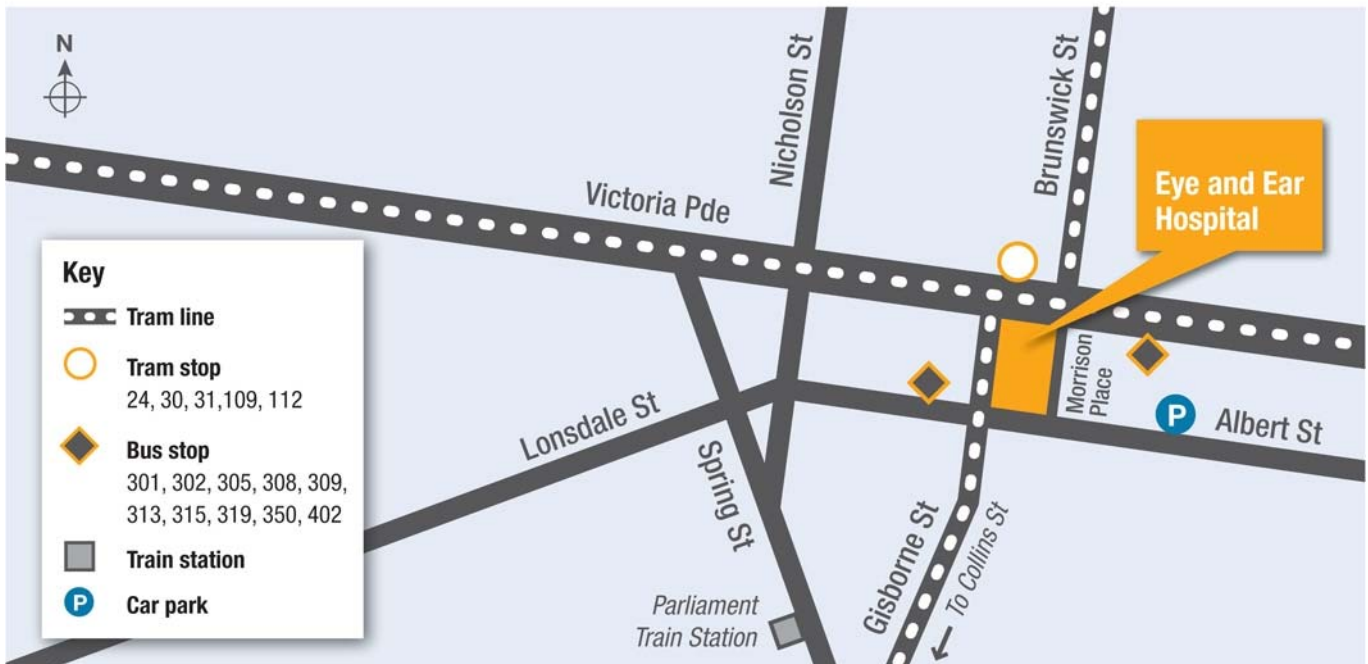 N
Nicholson St
Brunswick St
Victoria Pde
Eye and Ear
Hospital
Key
Tram line
Tram stop
24, 30, 31,109, 112
Bus stop
301, 302, 305, 308, 309,
313, 315, 319, 350, 402
Train station
P
Car park
Lonsdale St
Spring St
Morrison
Place
P
Albert St
Gisborne St
To Collins St
Parliament
Train Station